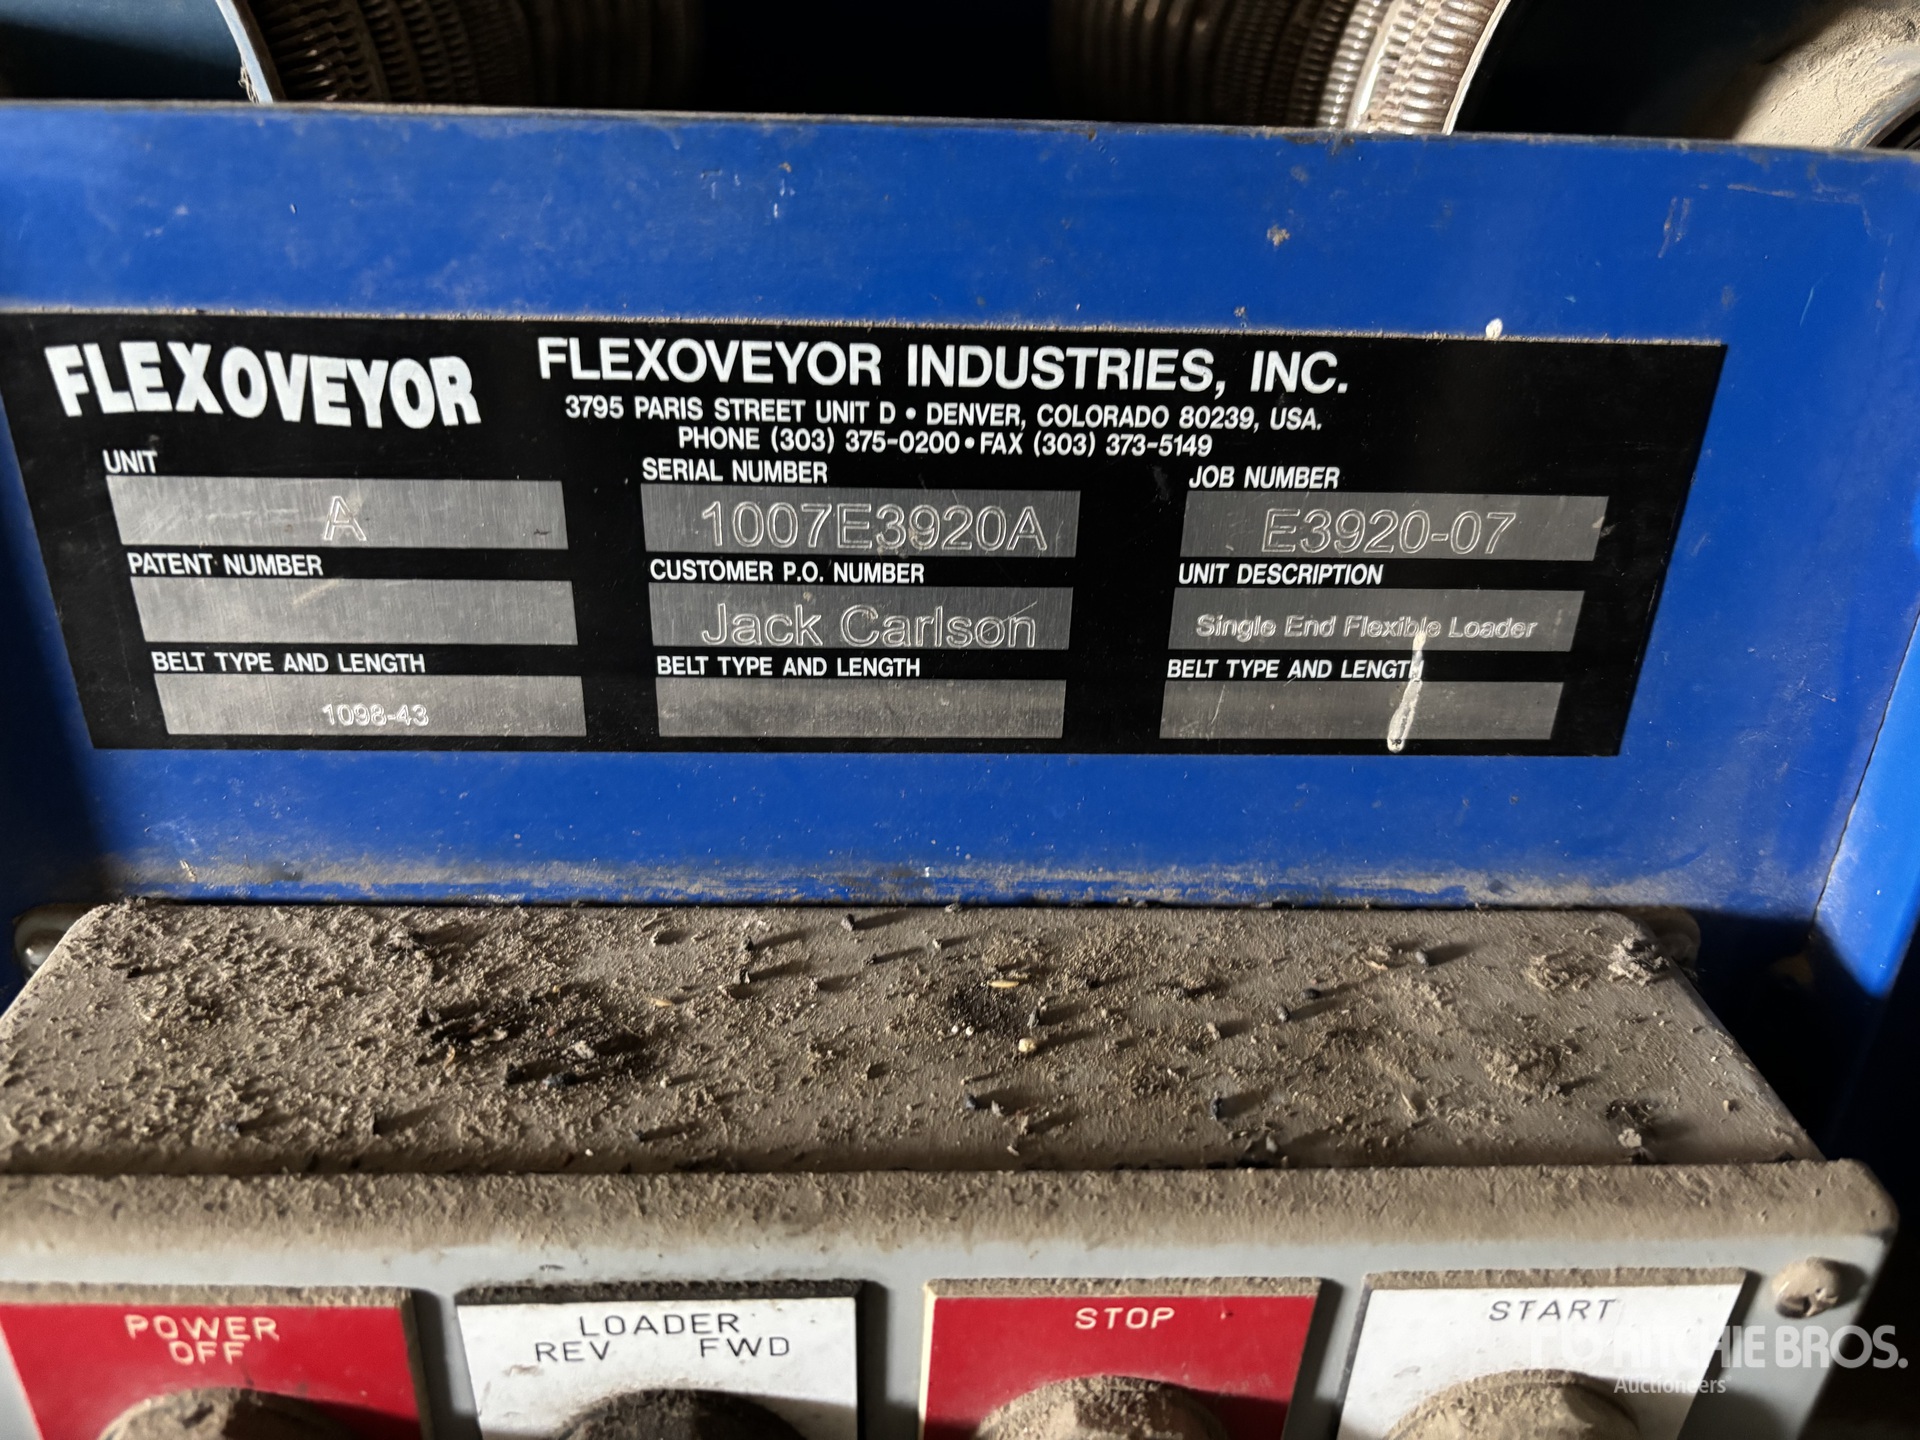 FLEXOVEYOR
FLEXOVEYOR INDUSTRIES, INC.
3795 PARIS STREET UNIT D • DENVER, COLORADO 80239, USA.
PHONE (303) 375-0200 • FAX (303) 373-5149
UNIT SERIAL NUMBER JOB NUMBER
A 1007E3920A E3920-07
PATENT NUMBER CUSTOMER P.O. NUMBER UNIT DESCRIPTION
Jack Carlson Single End Flexible Loader
BELT TYPE AND LENGTH BELT TYPE AND LENGTH BELT TYPE AND LENGTH
1098-43
POWER
OFF
LOADER
REV FWD
STOP
START
RITCHIE BROS.
Auctioneers